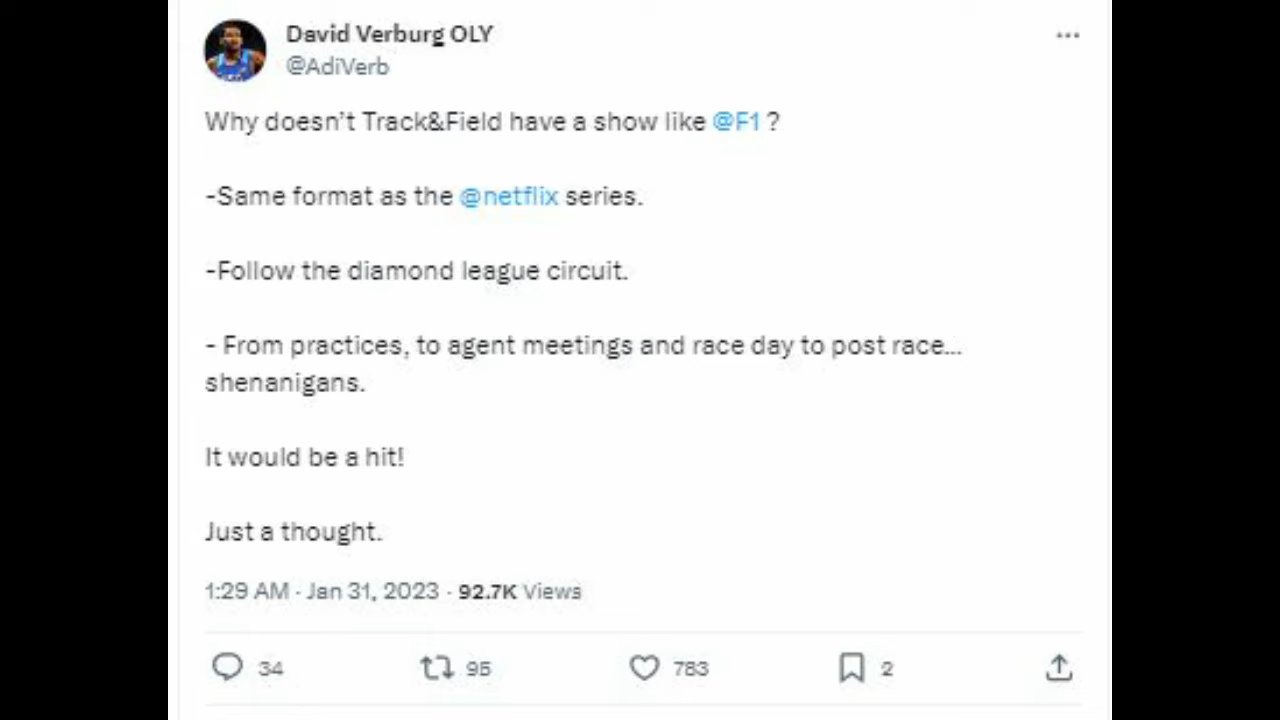 David Verburg OLY
@AdiVerb
Why doesn't Track&Field have a show like @F1 ?
-Same format as the @netflix series.
-Follow the diamond league circuit.
- From practices, to agent meetings and race day to post race...
shenanigans.
It would be a hit!
Just a thought.
1:29 AM · Jan 31, 2023 · 92.7K Views
34 95 783 2